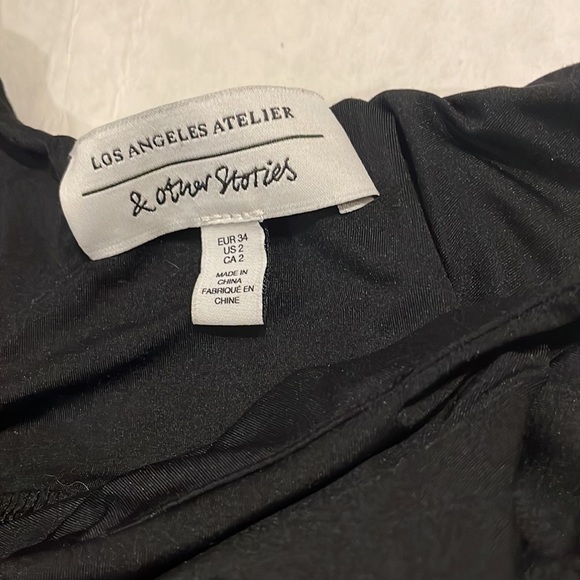 LOS ANGELES ATELIER
& other Stories
EUR 34
US 2
CA 2
MADE IN
CHINA
FABRIQUÉ EN
CHINE